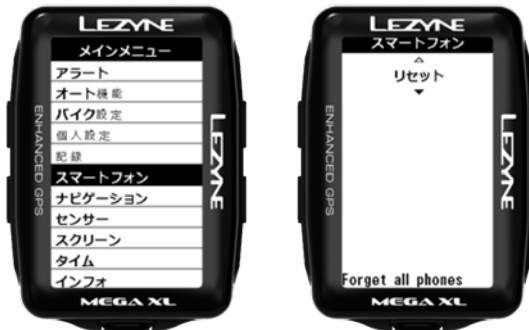 LEZYNE
メインメニュー
アラート
オート機能
バイク設定
個人設定
記録
スマートフォン
ナビゲーション
センサー
スクリーン
タイム
インフォ
ENHANCED GPS
LEZYNE
MEGA XL
LEZYNE
スマートフォン
リセット
Forget all phones
ENHANCED GPS
LEZYNE
MEGA XL